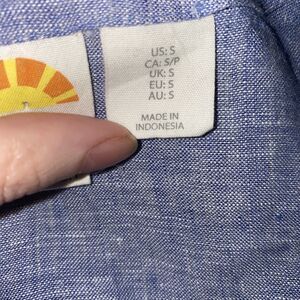 US: S
CA: S/P
UK: S
EU: S
AU: S
MADE IN
INDONESIA